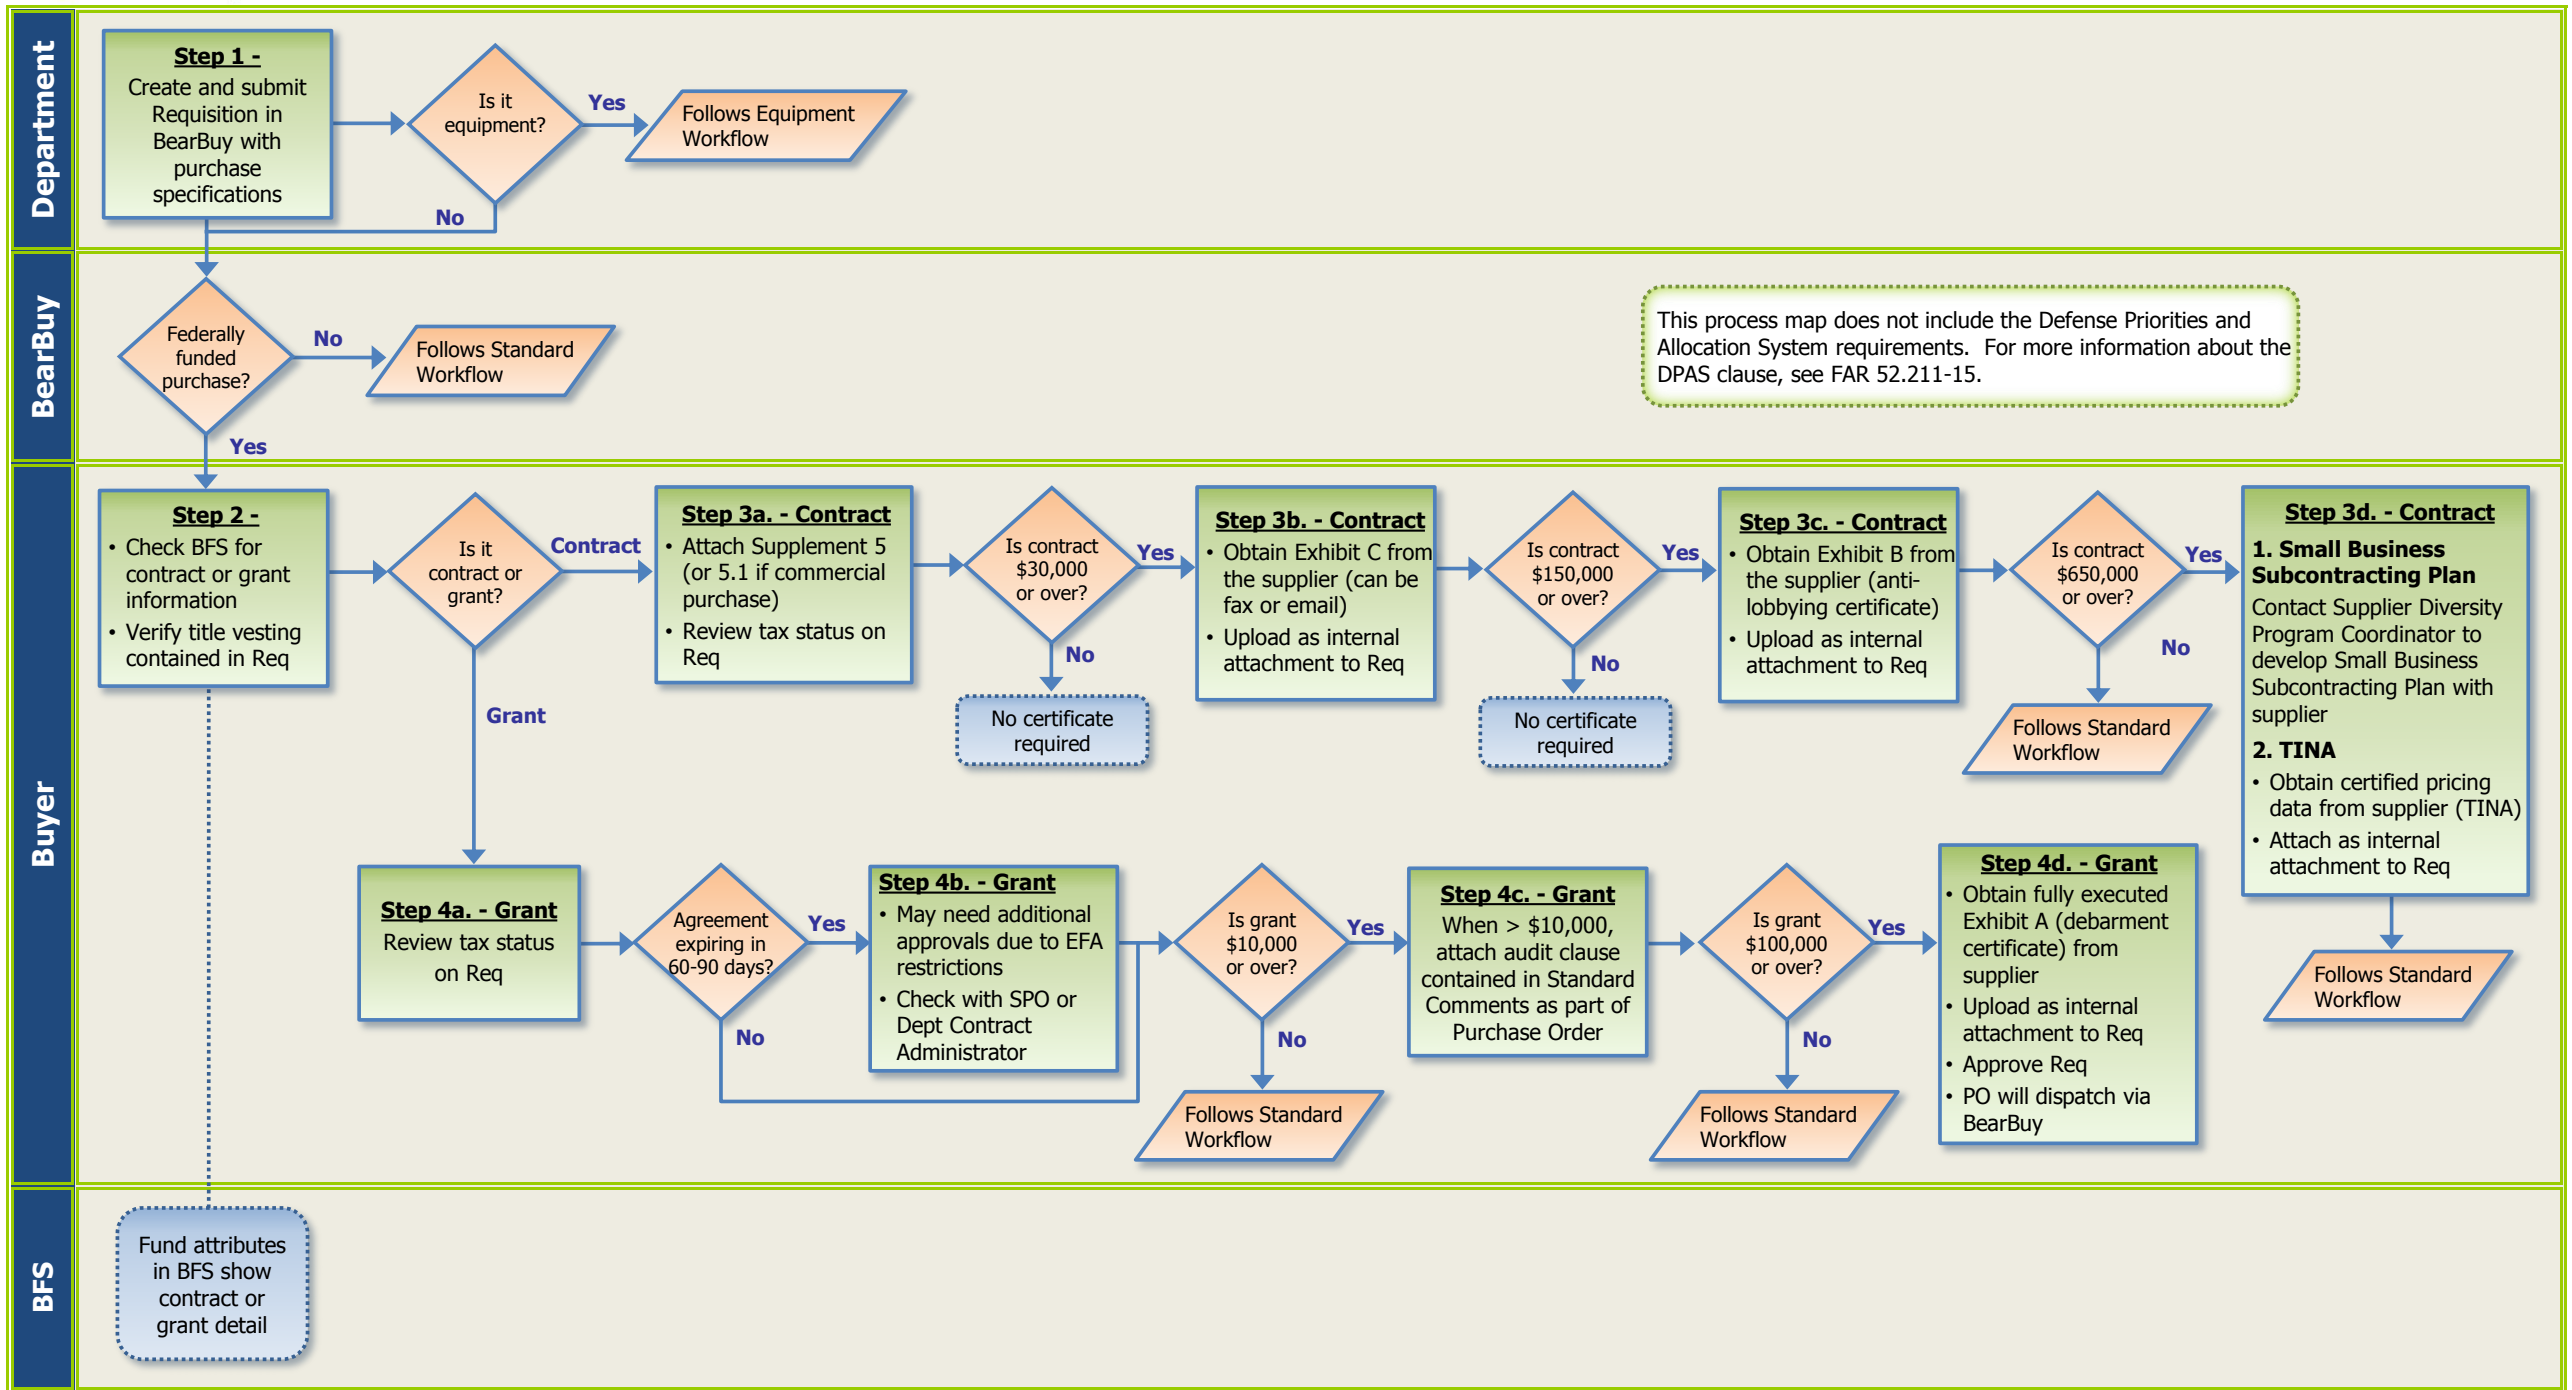 Department
Step 1 -
Create and submit
Requisition in
BearBuy with
purchase
specifications
Is it
equipment?
Yes
Follows Equipment
Workflow
No
BearBuy
Federally
funded
purchase?
No
Follows Standard
Workflow
Yes
This process map does not include the Defense Priorities and
Allocation System requirements.  For more information about the
DPAS clause, see FAR 52.211-15.
Buyer
Step 2 -
• Check BFS for
contract or grant
information
• Verify title vesting
contained in Req
Is it
contract or
grant?
Contract
Step 3a. - Contract
• Attach Supplement 5
(or 5.1 if commercial
purchase)
• Review tax status on
Req
Is contract
$30,000
or over?
Yes
No
No certificate
required
Step 3b. - Contract
• Obtain Exhibit C from
the supplier (can be
fax or email)
• Upload as internal
attachment to Req
Is contract
$150,000
or over?
Yes
No
No certificate
required
Step 3c. - Contract
• Obtain Exhibit B from
the supplier (anti-
lobbying certificate)
• Upload as internal
attachment to Req
Is contract
$650,000
or over?
Yes
No
Follows Standard
Workflow
Step 3d. - Contract
1. Small Business
Subcontracting Plan
Contact Supplier Diversity
Program Coordinator to
develop Small Business
Subcontracting Plan with
supplier
2. TINA
• Obtain certified pricing
data from supplier (TINA)
• Attach as internal
attachment to Req
Follows Standard
Workflow
Grant
Step 4a. - Grant
Review tax status
on Req
Agreement
expiring in
60-90 days?
Yes
No
Step 4b. - Grant
• May need additional
approvals due to EFA
restrictions
• Check with SPO or
Dept Contract
Administrator
Is grant
$10,000
or over?
Yes
No
Follows Standard
Workflow
Step 4c. - Grant
When > $10,000,
attach audit clause
contained in Standard
Comments as part of
Purchase Order
Is grant
$100,000
or over?
Yes
No
Follows Standard
Workflow
Step 4d. - Grant
• Obtain fully executed
Exhibit A (debarment
certificate) from
supplier
• Upload as internal
attachment to Req
• Approve Req
• PO will dispatch via
BearBuy
BFS
Fund attributes
in BFS show
contract or
grant detail